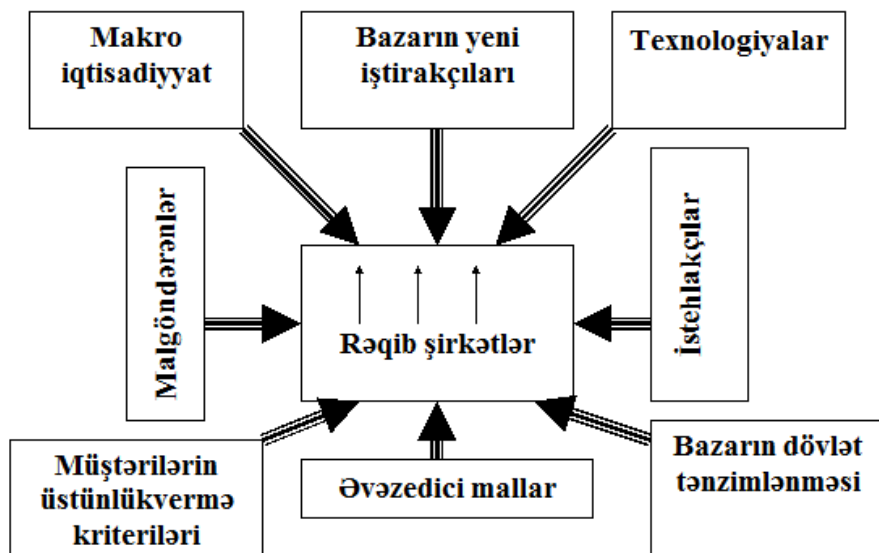 Makro
iqtisadiyyat
Bazarın yeni
iştirakçıları
Texnologiyalar
Malgöndərənlər
Rəqib şirkətlər
İstehlakçılar
Müştərilərin
üstünlükvermə
kriteriləri
Əvəzedici mallar
Bazarın dövlət
tənzimlənməsi